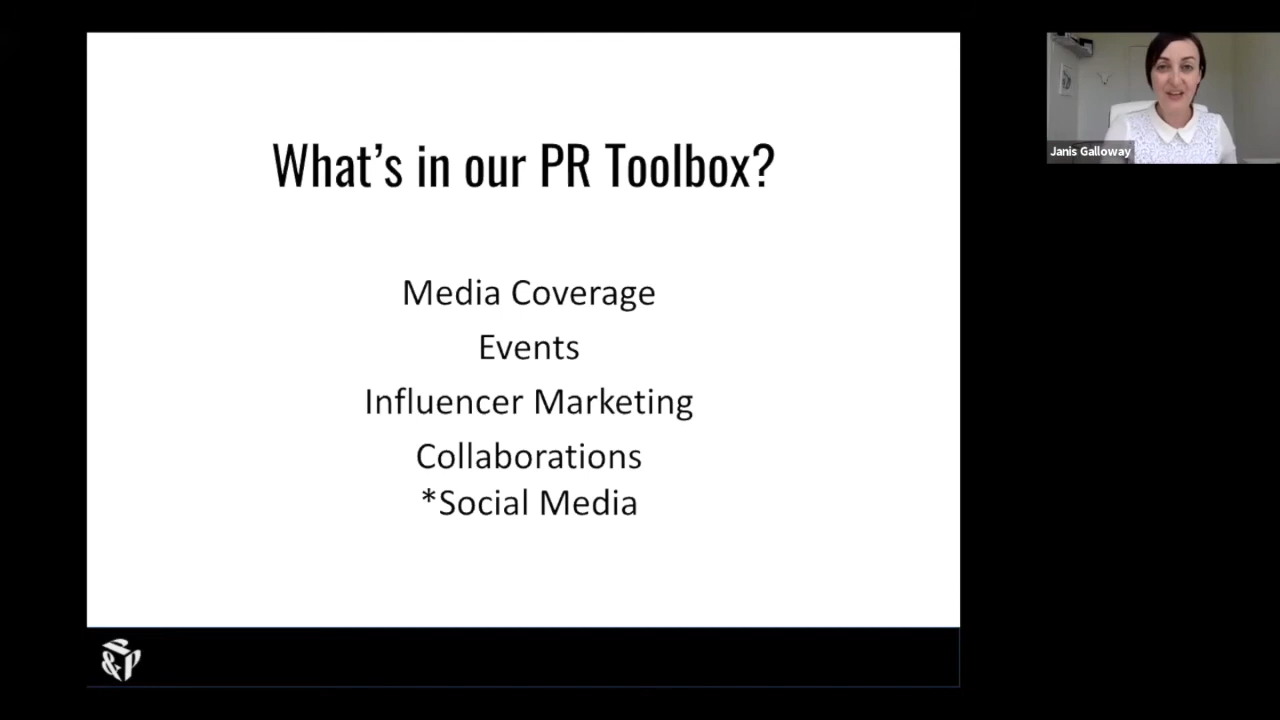 What's in our PR Toolbox?
Media Coverage
Events
Influencer Marketing
Collaborations
*Social Media
Janis Galloway
&P